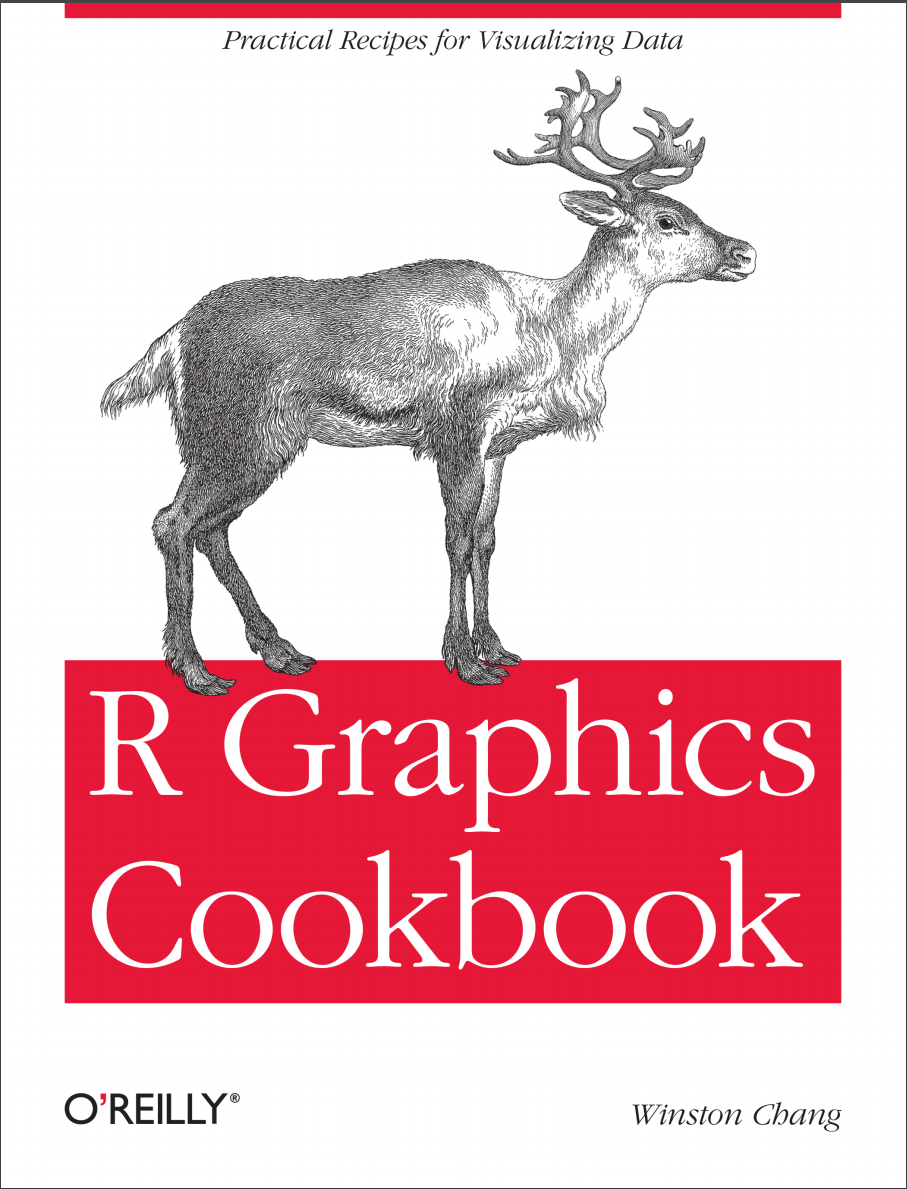 Practical Recipes for Visualizing Data
R Graphics
Cookbook
O'REILLY®
Winston Chang